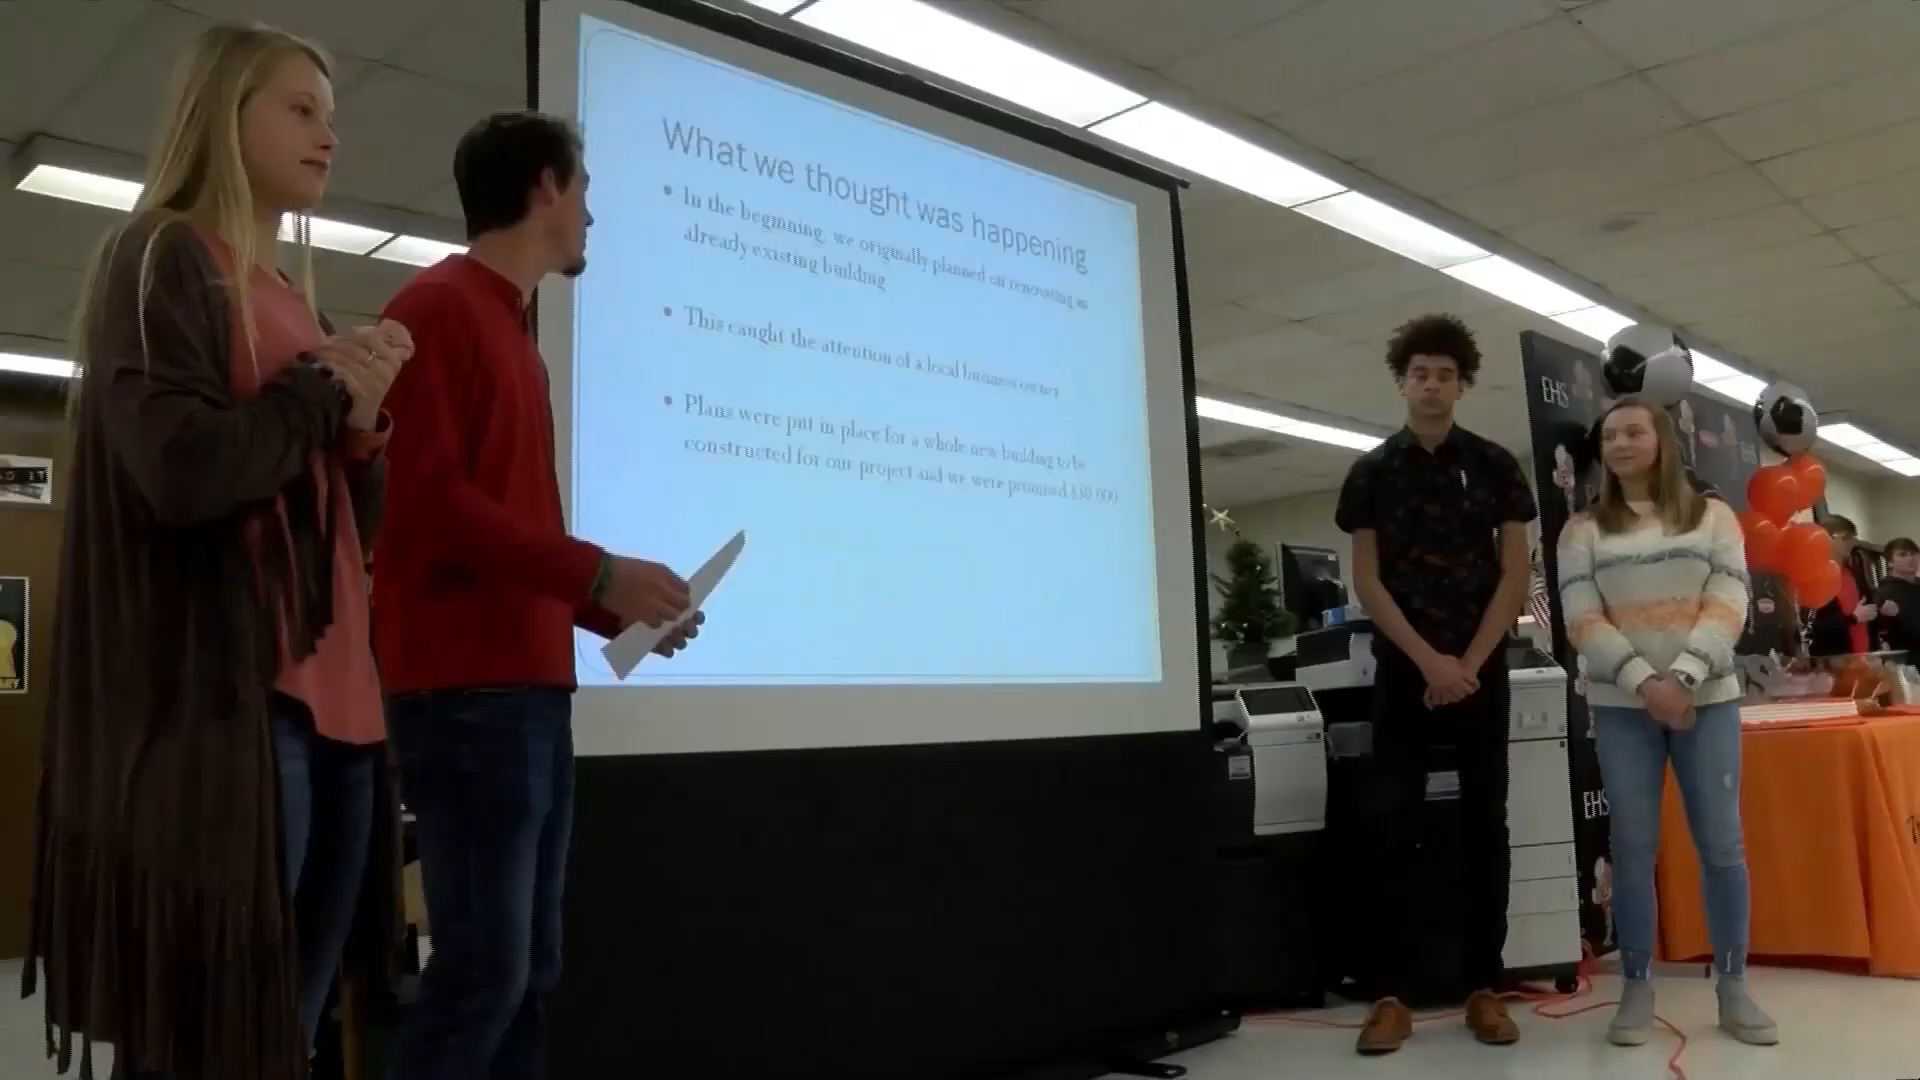 What we thought was happening
• In the beginning, we originally planned on renovating an
already existing building
• This caught the attention of a local business owner
• Plans were put in place for a whole new building to be
constructed for our project and we were promised
EHS
EHS
EHS